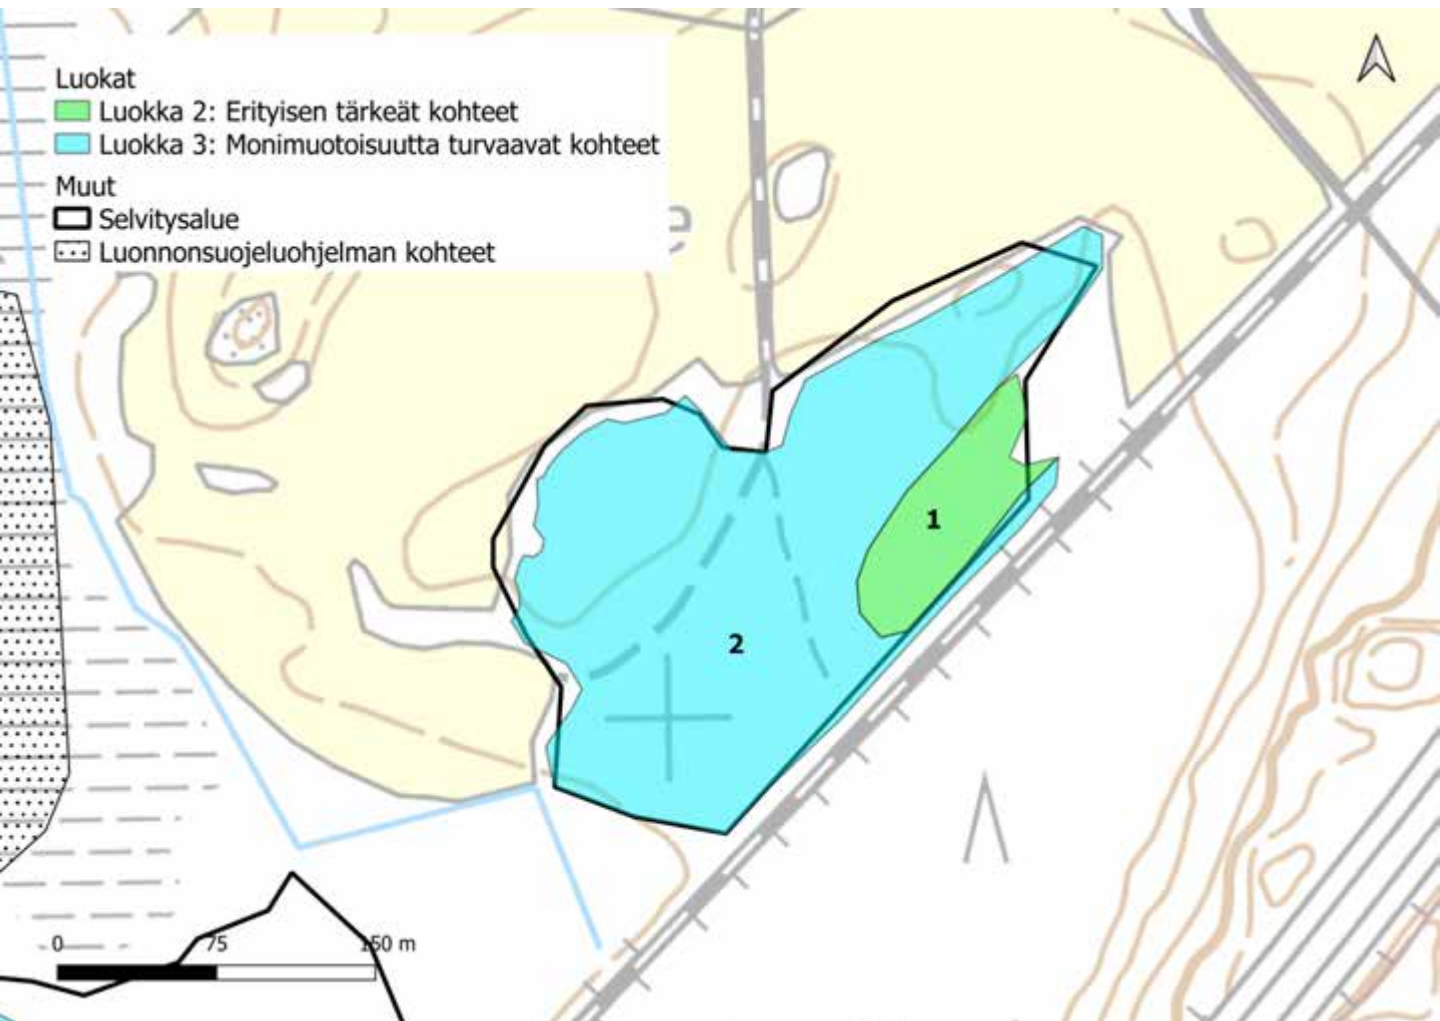 Luokat
Luokka 2: Erityisen tärkeät kohteet
Luokka 3: Monimuotoisuutta turvaavat kohteet
Muut
Selvitysalue
Luonnonsuojeluohjelman kohteet
1
2
0 75 150 m